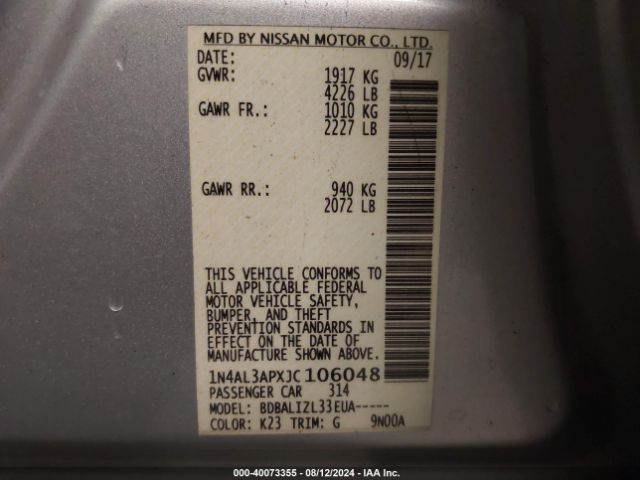 MFD BY NISSAN MOTOR CO., LTD.
DATE: 09/17
GVWR: 1917 KG
4226 LB
GAWR FR.: 1010 KG
2227 LB
GAWR RR.: 940 KG
2072 LB
THIS VEHICLE CONFORMS TO
ALL APPLICABLE FEDERAL
MOTOR VEHICLE SAFETY,
BUMPER, AND THEFT
PREVENTION STANDARDS IN
EFFECT ON THE DATE OF
MANUFACTURE SHOWN ABOVE.
1N4AL3APXJC106048
PASSENGER CAR 314
MODEL: BDBALIZL33EUA-----
COLOR: K23 TRIM: G 9N00A
000-40073355 - 08/12/2024 - IAA Inc.